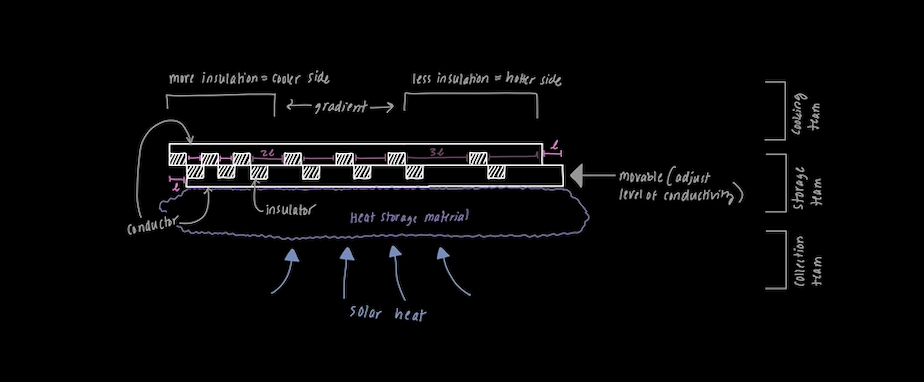 more insulation = cooler side
less insulation = hotter side
gradient
2l
3l
l
l
movable (adjust
level of conductivity)
conductor
insulator
Heat storage material
solar heat
Cooking
team
Storage
team
Collection
team